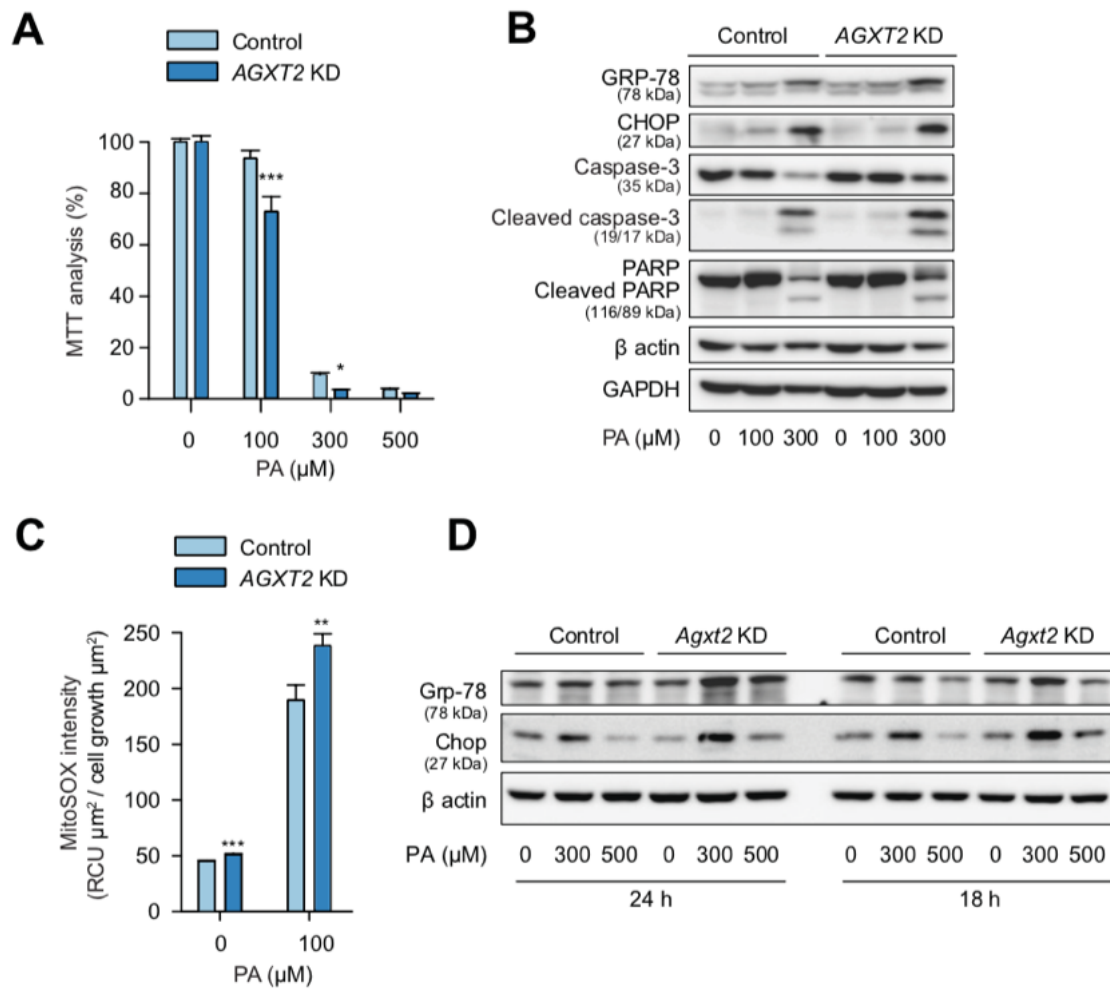 A
Control
AGXT2 KD
MTT analysis (%)
100
80
60
40
20
0
0 100 300 500
PA (µM)
B
Control AGXT2 KD
GRP-78
(78 kDa)
CHOP
(27 kDa)
Caspase-3
(35 kDa)
Cleaved caspase-3
(19/17 kDa)
PARP
Cleaved PARP
(116/89 kDa)
β actin
GAPDH
PA (µM) 0 100 300 0 100 300
C
Control
AGXT2 KD
MitoSOX intensity
(RCU µm² / cell growth µm²)
250
200
150
100
50
0
***
**
0 100
PA (µM)
D
Control Agxt2 KD Control Agxt2 KD
Grp-78
(78 kDa)
Chop
(27 kDa)
β actin
PA (µM) 0 300 500 0 300 500 0 300 500 0 300 500
24 h 18 h